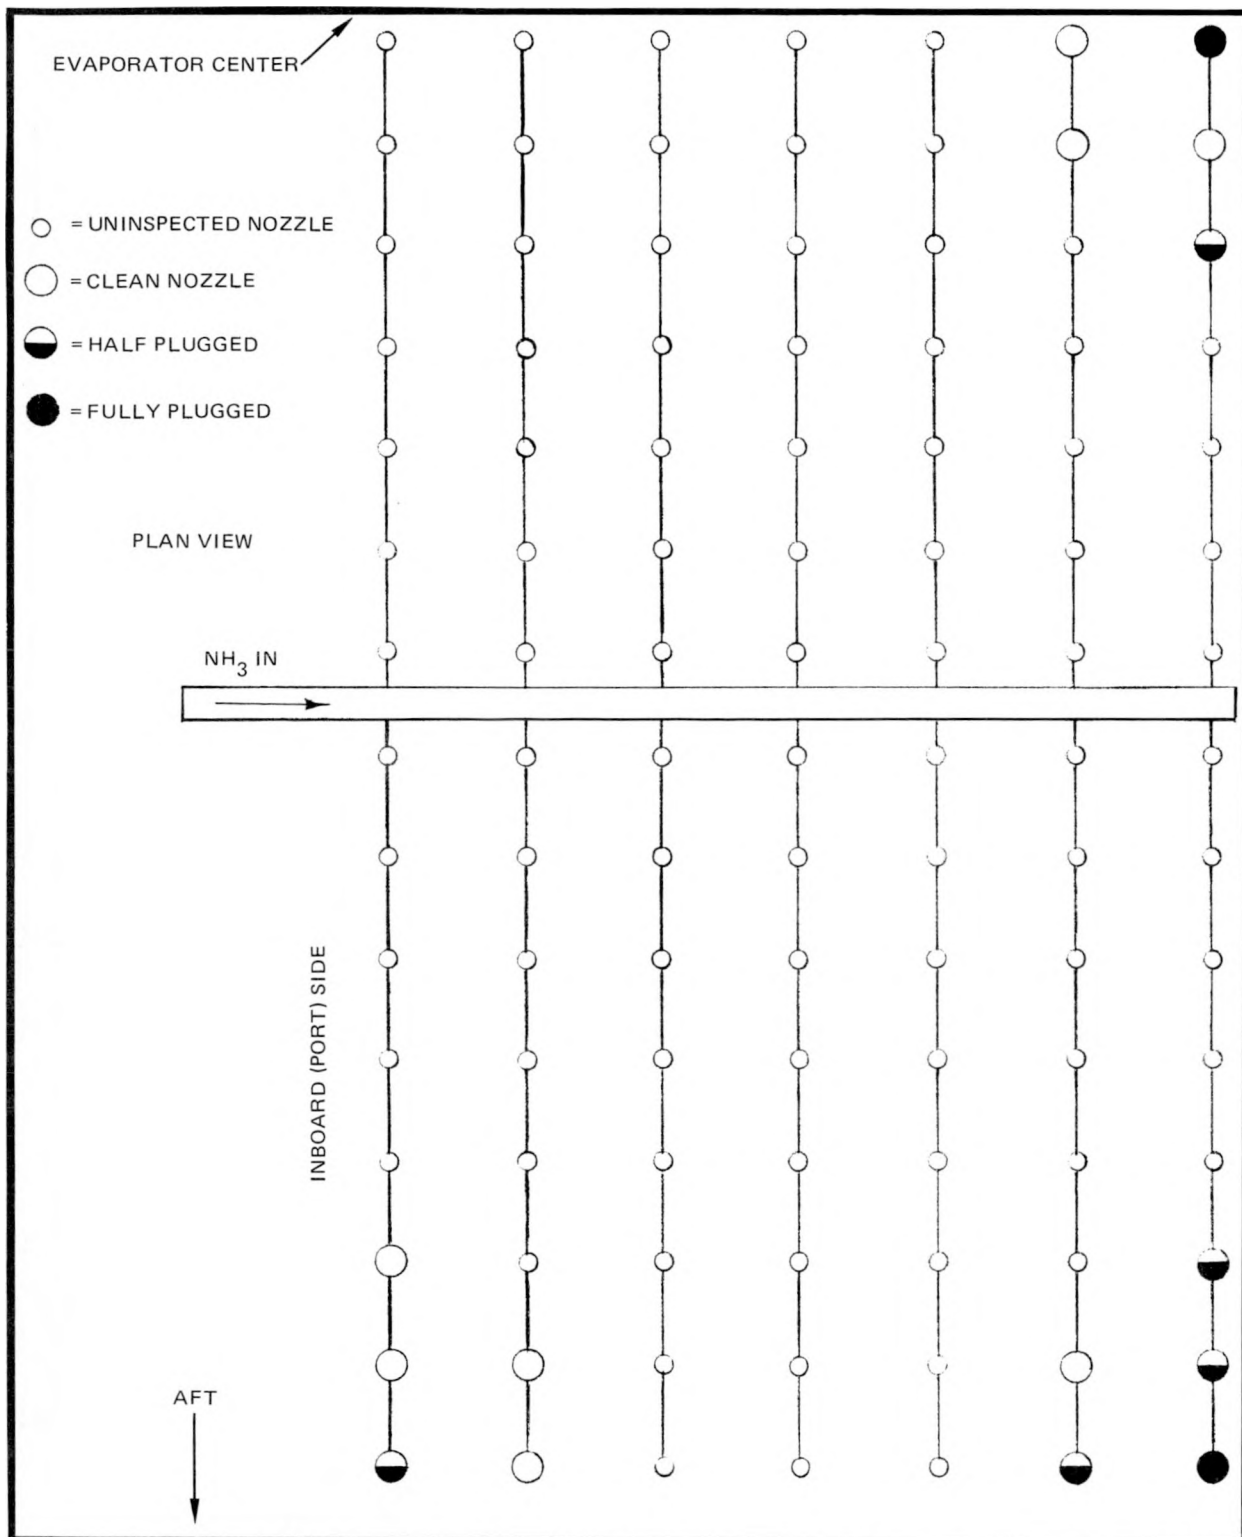 EVAPORATOR CENTER
= UNINSPECTED NOZZLE
= CLEAN NOZZLE
= HALF PLUGGED
= FULLY PLUGGED
PLAN VIEW
NH3 IN
INBOARD (PORT) SIDE
AFT